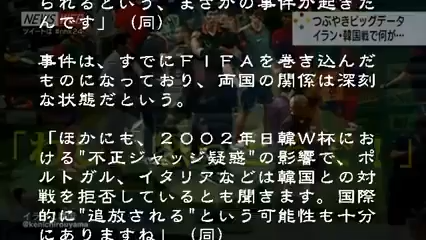 られるという、まさかの事件が起きた
んです」（同）
NEWS WEB
ツイートは #nhk24
つぶやきビッグデータ
イラン・韓国戦で何が…
事件は、すでにＦＩＦＡを巻き込んだ
ものになっており、両国の関係は深刻
な状態だという。
「ほかにも、２００２年日韓Ｗ杯にお
ける"不正ジャッジ疑惑"の影響で、ポ
ルトガル、イタリアなどは韓国との対
戦を拒否しているとも聞きます。国際
的に"追放される"という可能性も十分
にありますね」（同）